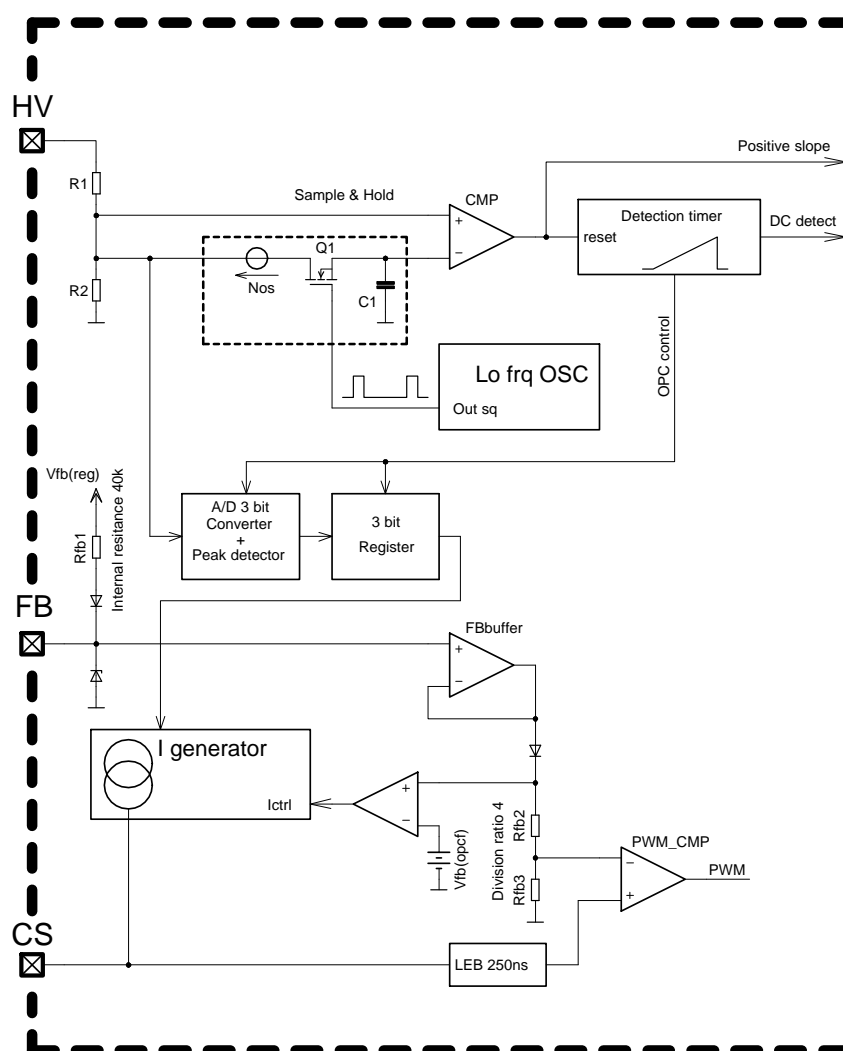 HV
Positive slope
R1
CMP
Sample & Hold
Detection timer
DC detect
+
reset
Q1
−
R2
Nos
C1
OPC control
Lo frq OSC
Out sq
Vfb(reg)
Internal resitance 40k
Rfb1
A/D 3 bit
Converter
+
Peak detector
3 bit
Register
FB
FBbuffer
+
−
I generator
Ictrl
+
−
Vfb(opcf)
Division ratio 4
Rfb2
Rfb3
PWM_CMP
−
PWM
+
CS
LEB 250ns